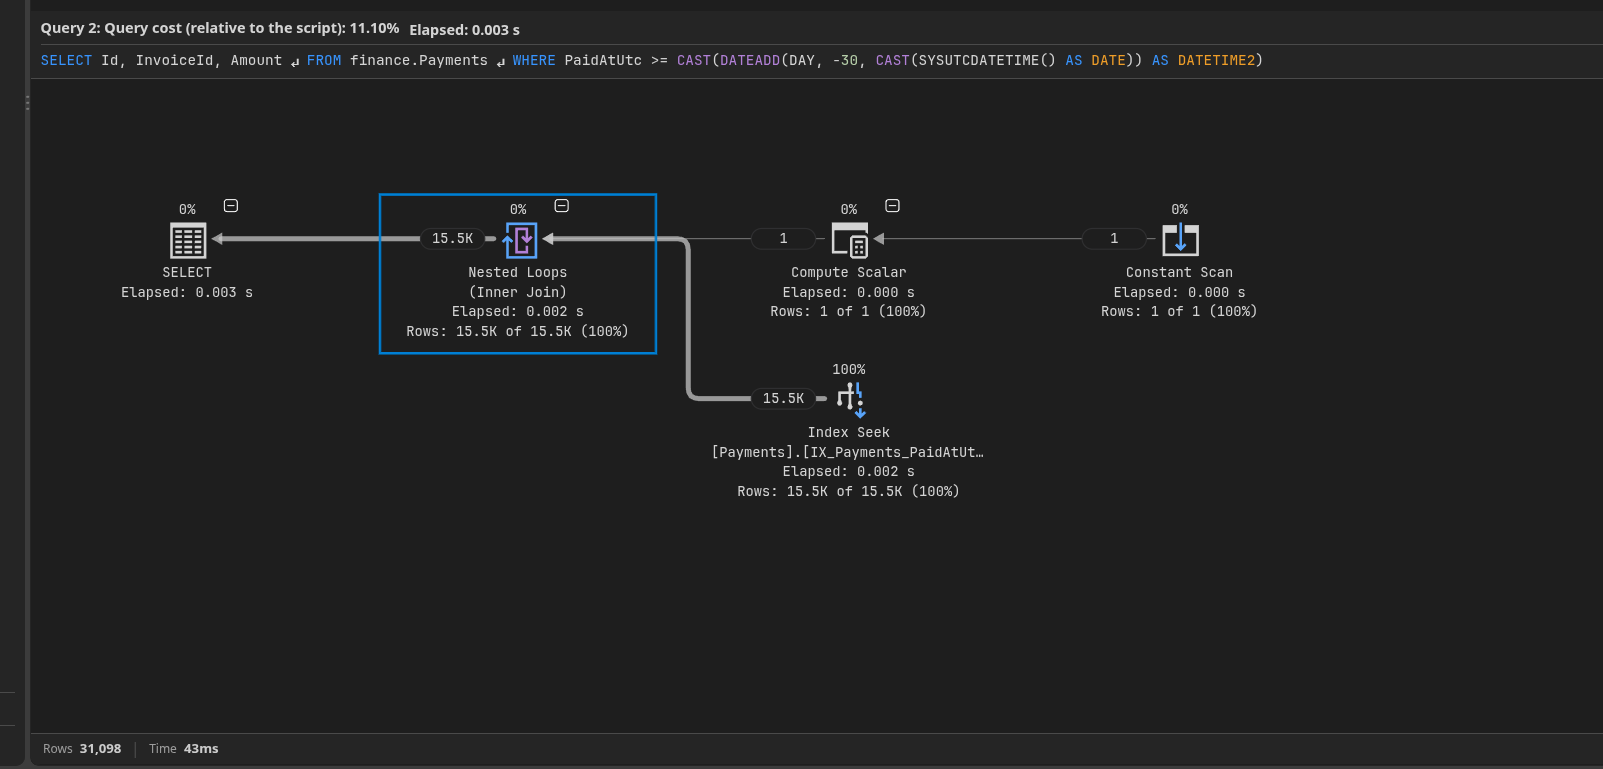 Query 2: Query cost (relative to the script): 11.10% Elapsed: 0.003 s
SELECT Id, InvoiceId, Amount ↵ FROM finance.Payments ↵ WHERE PaidAtUtc >= CAST(DATEADD(DAY, -30, CAST(SYSUTCDATETIME() AS DATE)) AS DATETIME2)
0%
SELECT
Elapsed: 0.003 s
15.5K
0%
Nested Loops
(Inner Join)
Elapsed: 0.002 s
Rows: 15.5K of 15.5K (100%)
1
0%
Compute Scalar
Elapsed: 0.000 s
Rows: 1 of 1 (100%)
1
0%
Constant Scan
Elapsed: 0.000 s
Rows: 1 of 1 (100%)
15.5K
100%
Index Seek
[Payments].[IX_Payments_PaidAtUt…
Elapsed: 0.002 s
Rows: 15.5K of 15.5K (100%)
Rows 31,098 | Time 43ms